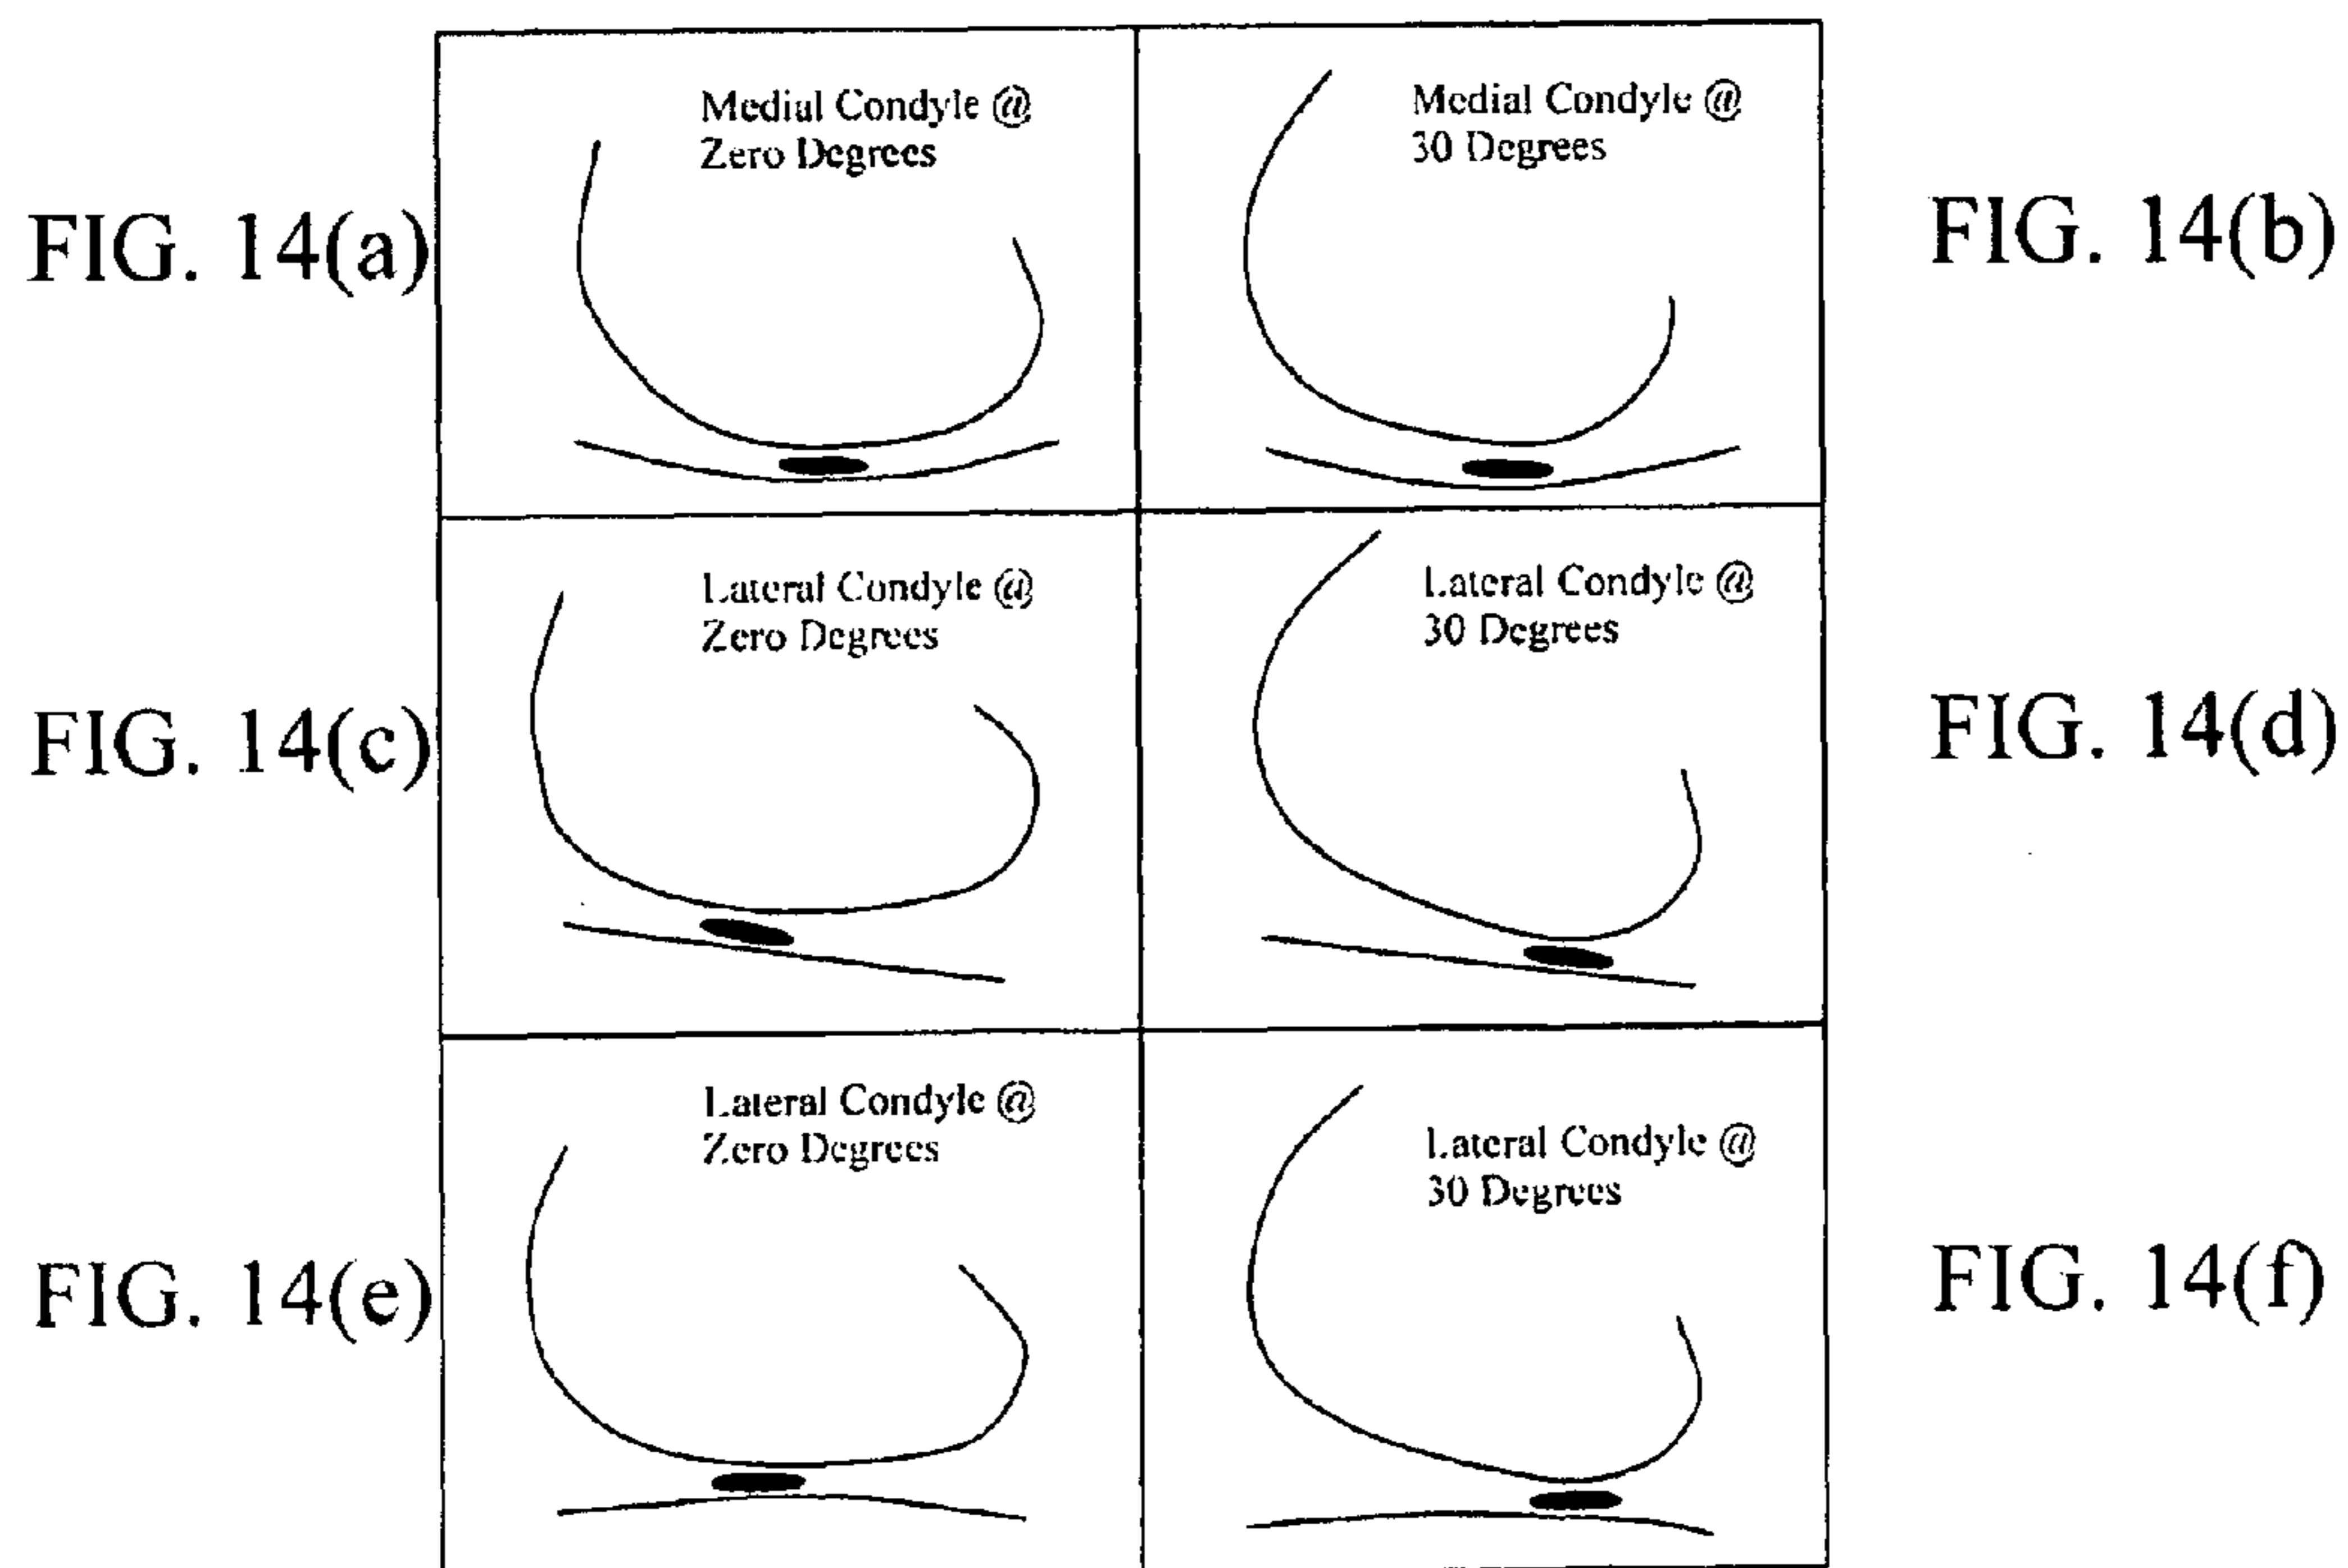 FIG. 14(a)
Medial Condyle @
Zero Degrees
Medial Condyle @
30 Degrees
FIG. 14(b)
FIG. 14(c)
Lateral Condyle @
Zero Degrees
Lateral Condyle @
30 Degrees
FIG. 14(d)
FIG. 14(e)
Lateral Condyle @
Zero Degrees
Lateral Condyle @
30 Degrees
FIG. 14(f)